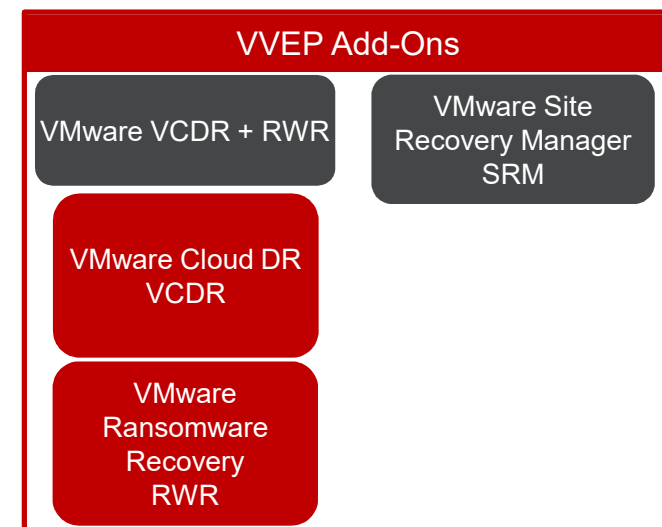 VVEP Add-Ons
VMware VCDR + RWR
VMware Site
Recovery Manager
SRM
VMware Cloud DR
VCDR
VMware
Ransomware
Recovery
RWR